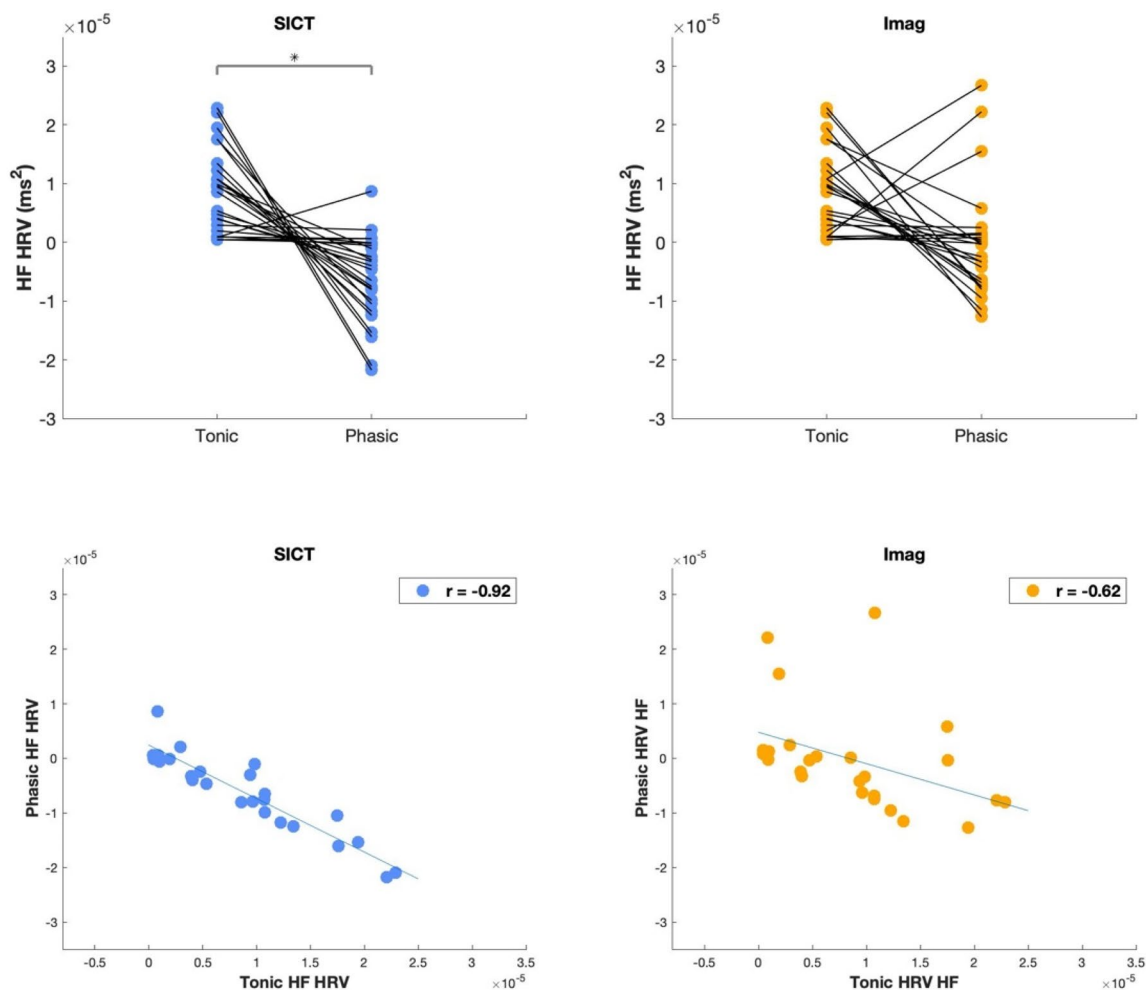 SICT
×10-5
3
2
1
0
-1
-2
-3
HF HRV (ms2)
*
Tonic
Phasic
Imag
×10-5
3
2
1
0
-1
-2
-3
HF HRV (ms2)
Tonic
Phasic
SICT
×10-5
3
2
1
0
-1
-2
-3
Phasic HF HRV
r = -0.92
-0.5 0 0.5 1 1.5 2 2.5 3 3.5
Tonic HF HRV
×10-5
Imag
×10-5
3
2
1
0
-1
-2
-3
Phasic HRV HF
r = -0.62
-0.5 0 0.5 1 1.5 2 2.5 3 3.5
Tonic HRV HF
×10-5